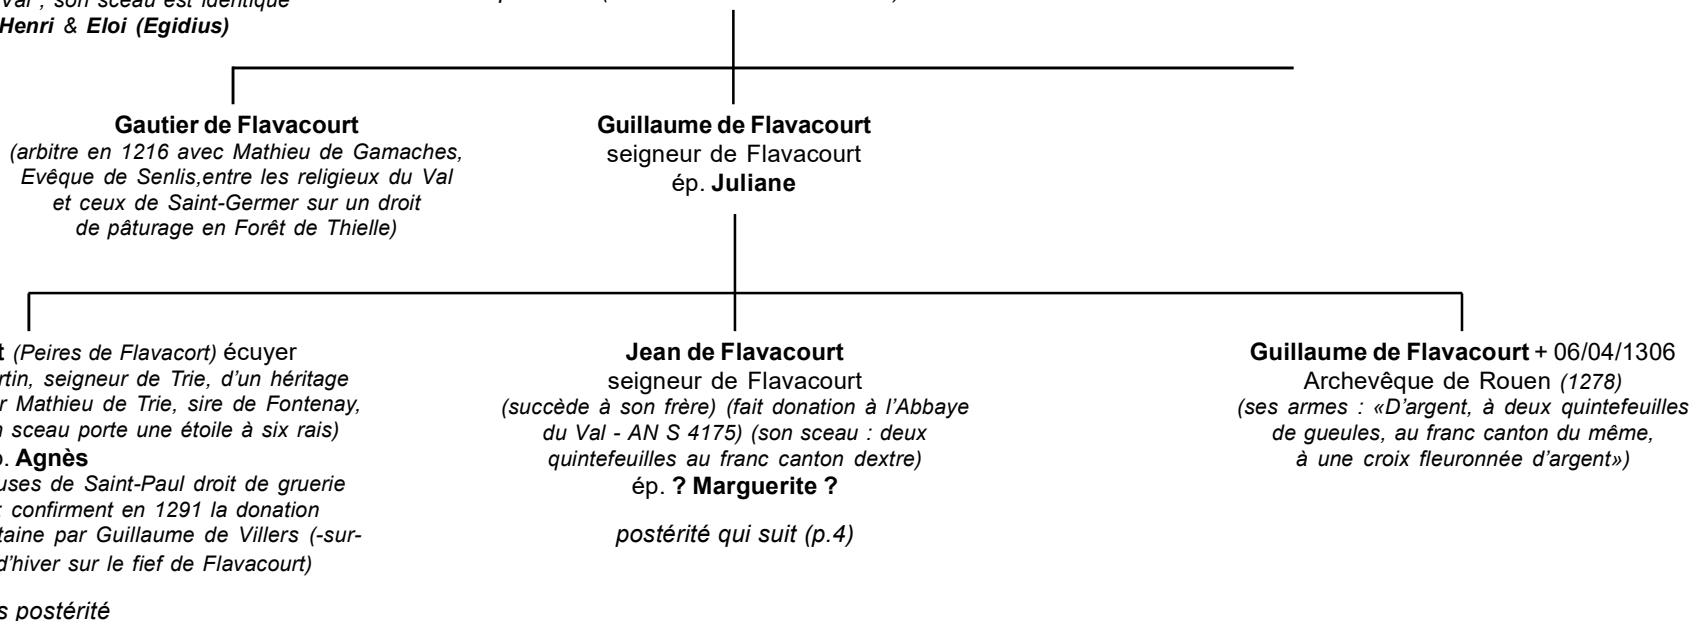 Val ; son sceau est identique
Henri & Eloi (Egidius)
Gautier de Flavacourt
(arbitre en 1216 avec Mathieu de Gamaches,
Evêque de Senlis,entre les religieux du Val
et ceux de Saint-Germer sur un droit
de pâturage en Forêt de Thielle)
Guillaume de Flavacourt
seigneur de Flavacourt
ép. Juliane
t (Peires de Flavacort) écuyer
rtin, seigneur de Trie, d'un héritage
r Mathieu de Trie, sire de Fontenay,
n sceau porte une étoile à six rais)
. Agnès
uses de Saint-Paul droit de gruerie
: confirment en 1291 la donation
taine par Guillaume de Villers (-sur-
d'hiver sur le fief de Flavacourt)
s postérité
Jean de Flavacourt
seigneur de Flavacourt
(succède à son frère) (fait donation à l'Abbaye
du Val - AN S 4175) (son sceau : deux
quintefeuilles au franc canton dextre)
ép. ? Marguerite ?
postérité qui suit (p.4)
Guillaume de Flavacourt + 06/04/1306
Archevêque de Rouen (1278)
(ses armes : «D'argent, à deux quintefeuilles
de gueules, au franc canton du même,
à une croix fleuronnée d'argent»)